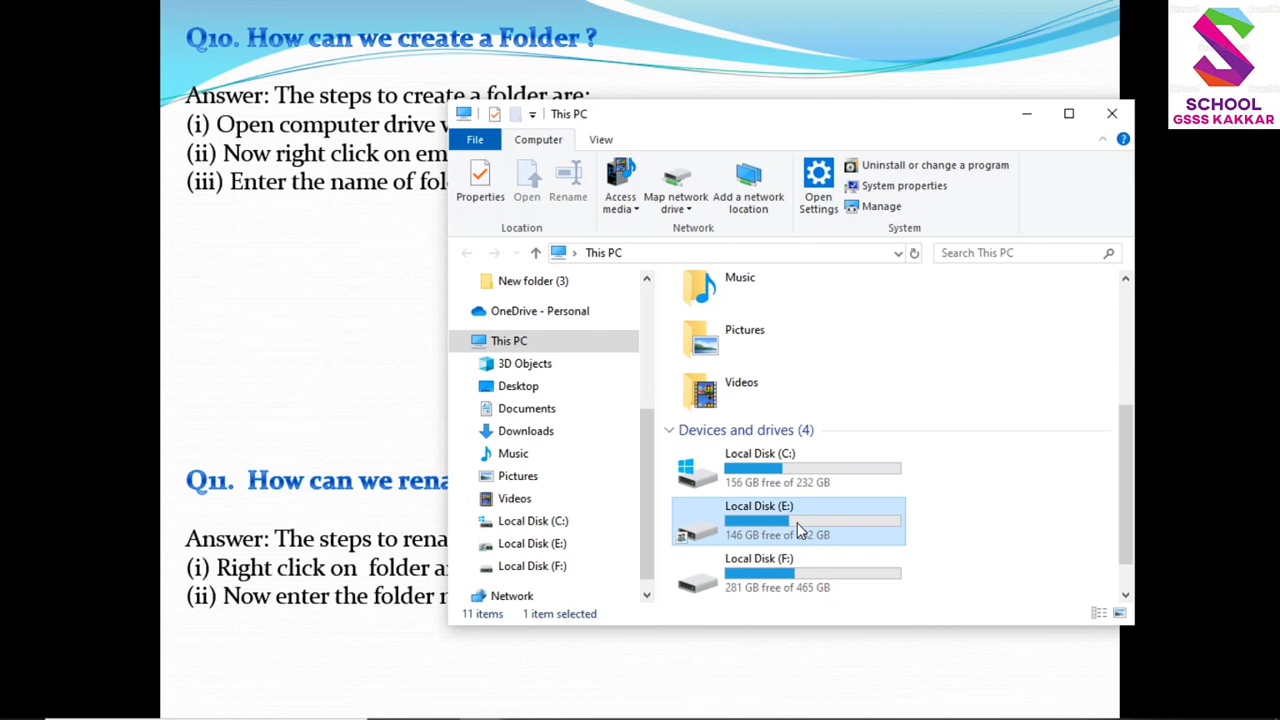 Q10. How can we create a Folder ?
Answer: The steps to create a folder are:
(i) Open computer drive
(ii) Now right click on
(iii) Enter the name of
Q11. How can we
Answer: The steps to
(i) Right click on folder
(ii) Now enter the folder
SCHOOL
GSSS KAKKAR
This PC
File
Computer
View
Properties
Open
Rename
Access media
Map network drive
Add a network location
Open Settings
Uninstall or change a program
System properties
Manage
Location
Network
System
This PC
Search This PC
New folder (3)
OneDrive - Personal
This PC
3D Objects
Desktop
Documents
Downloads
Music
Pictures
Videos
Local Disk (C:)
Local Disk (E:)
Local Disk (F:)
Network
Music
Pictures
Videos
Devices and drives (4)
Local Disk (C:)
156 GB free of 232 GB
Local Disk (E:)
146 GB free of GB
Local Disk (F:)
281 GB free of 465 GB
11 items
1 item selected